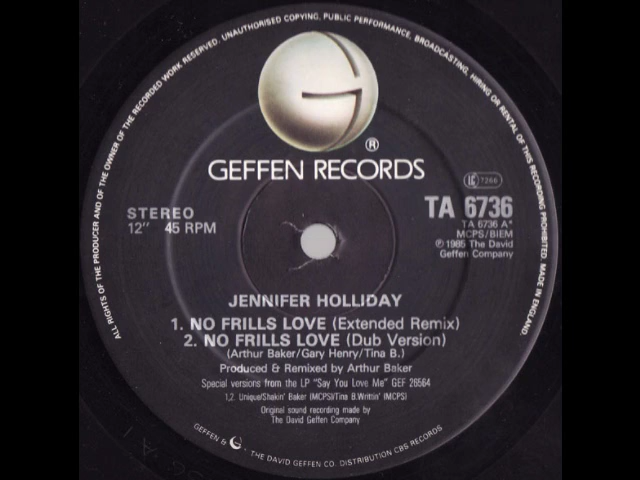 ALL RIGHTS OF THE PRODUCER AND OF THE OWNER OF THE RECORDED WORK RESERVED. UNAUTHORISED COPYING, PUBLIC PERFORMANCE, BROADCASTING, HIRING OR RENTAL OF THIS RECORDING PROHIBITED. MADE IN ENGLAND.
G
®
GEFFEN RECORDS
7266
STEREO
12" 45 RPM
TA 6736
TA 6736 A*
MCPS/BIEM
℗ 1985 The David
Geffen Company
JENNIFER HOLLIDAY
1. NO FRILLS LOVE (Extended Remix)
2. NO FRILLS LOVE (Dub Version)
(Arthur Baker/Gary Henry/Tina B.)
Produced & Remixed by Arthur Baker
Special versions from the LP "Say You Love Me" GEF 26564
1,2. Unique/Shakin' Baker (MCPS)/Tina B.Writin' (MCPS)
Original sound recording made by
The David Geffen Company
GEFFEN & G THE DAVID GEFFEN CO. DISTRIBUTION CBS RECORDS